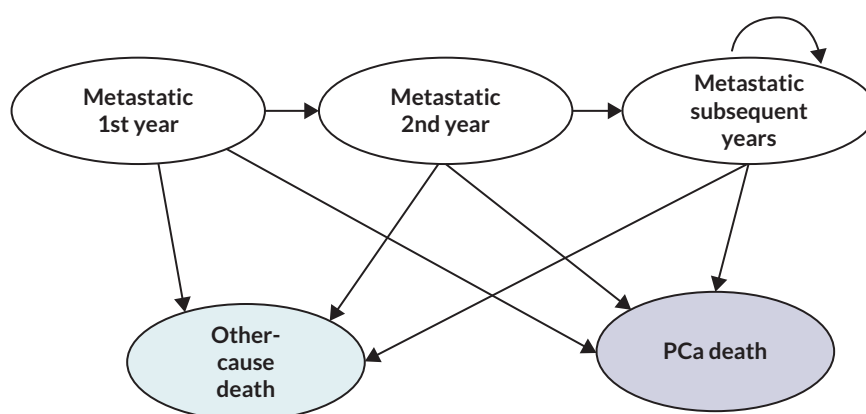 Metastatic
1st year
Metastatic
2nd year
Metastatic
subsequent
years
Other-
cause
death
PCa death